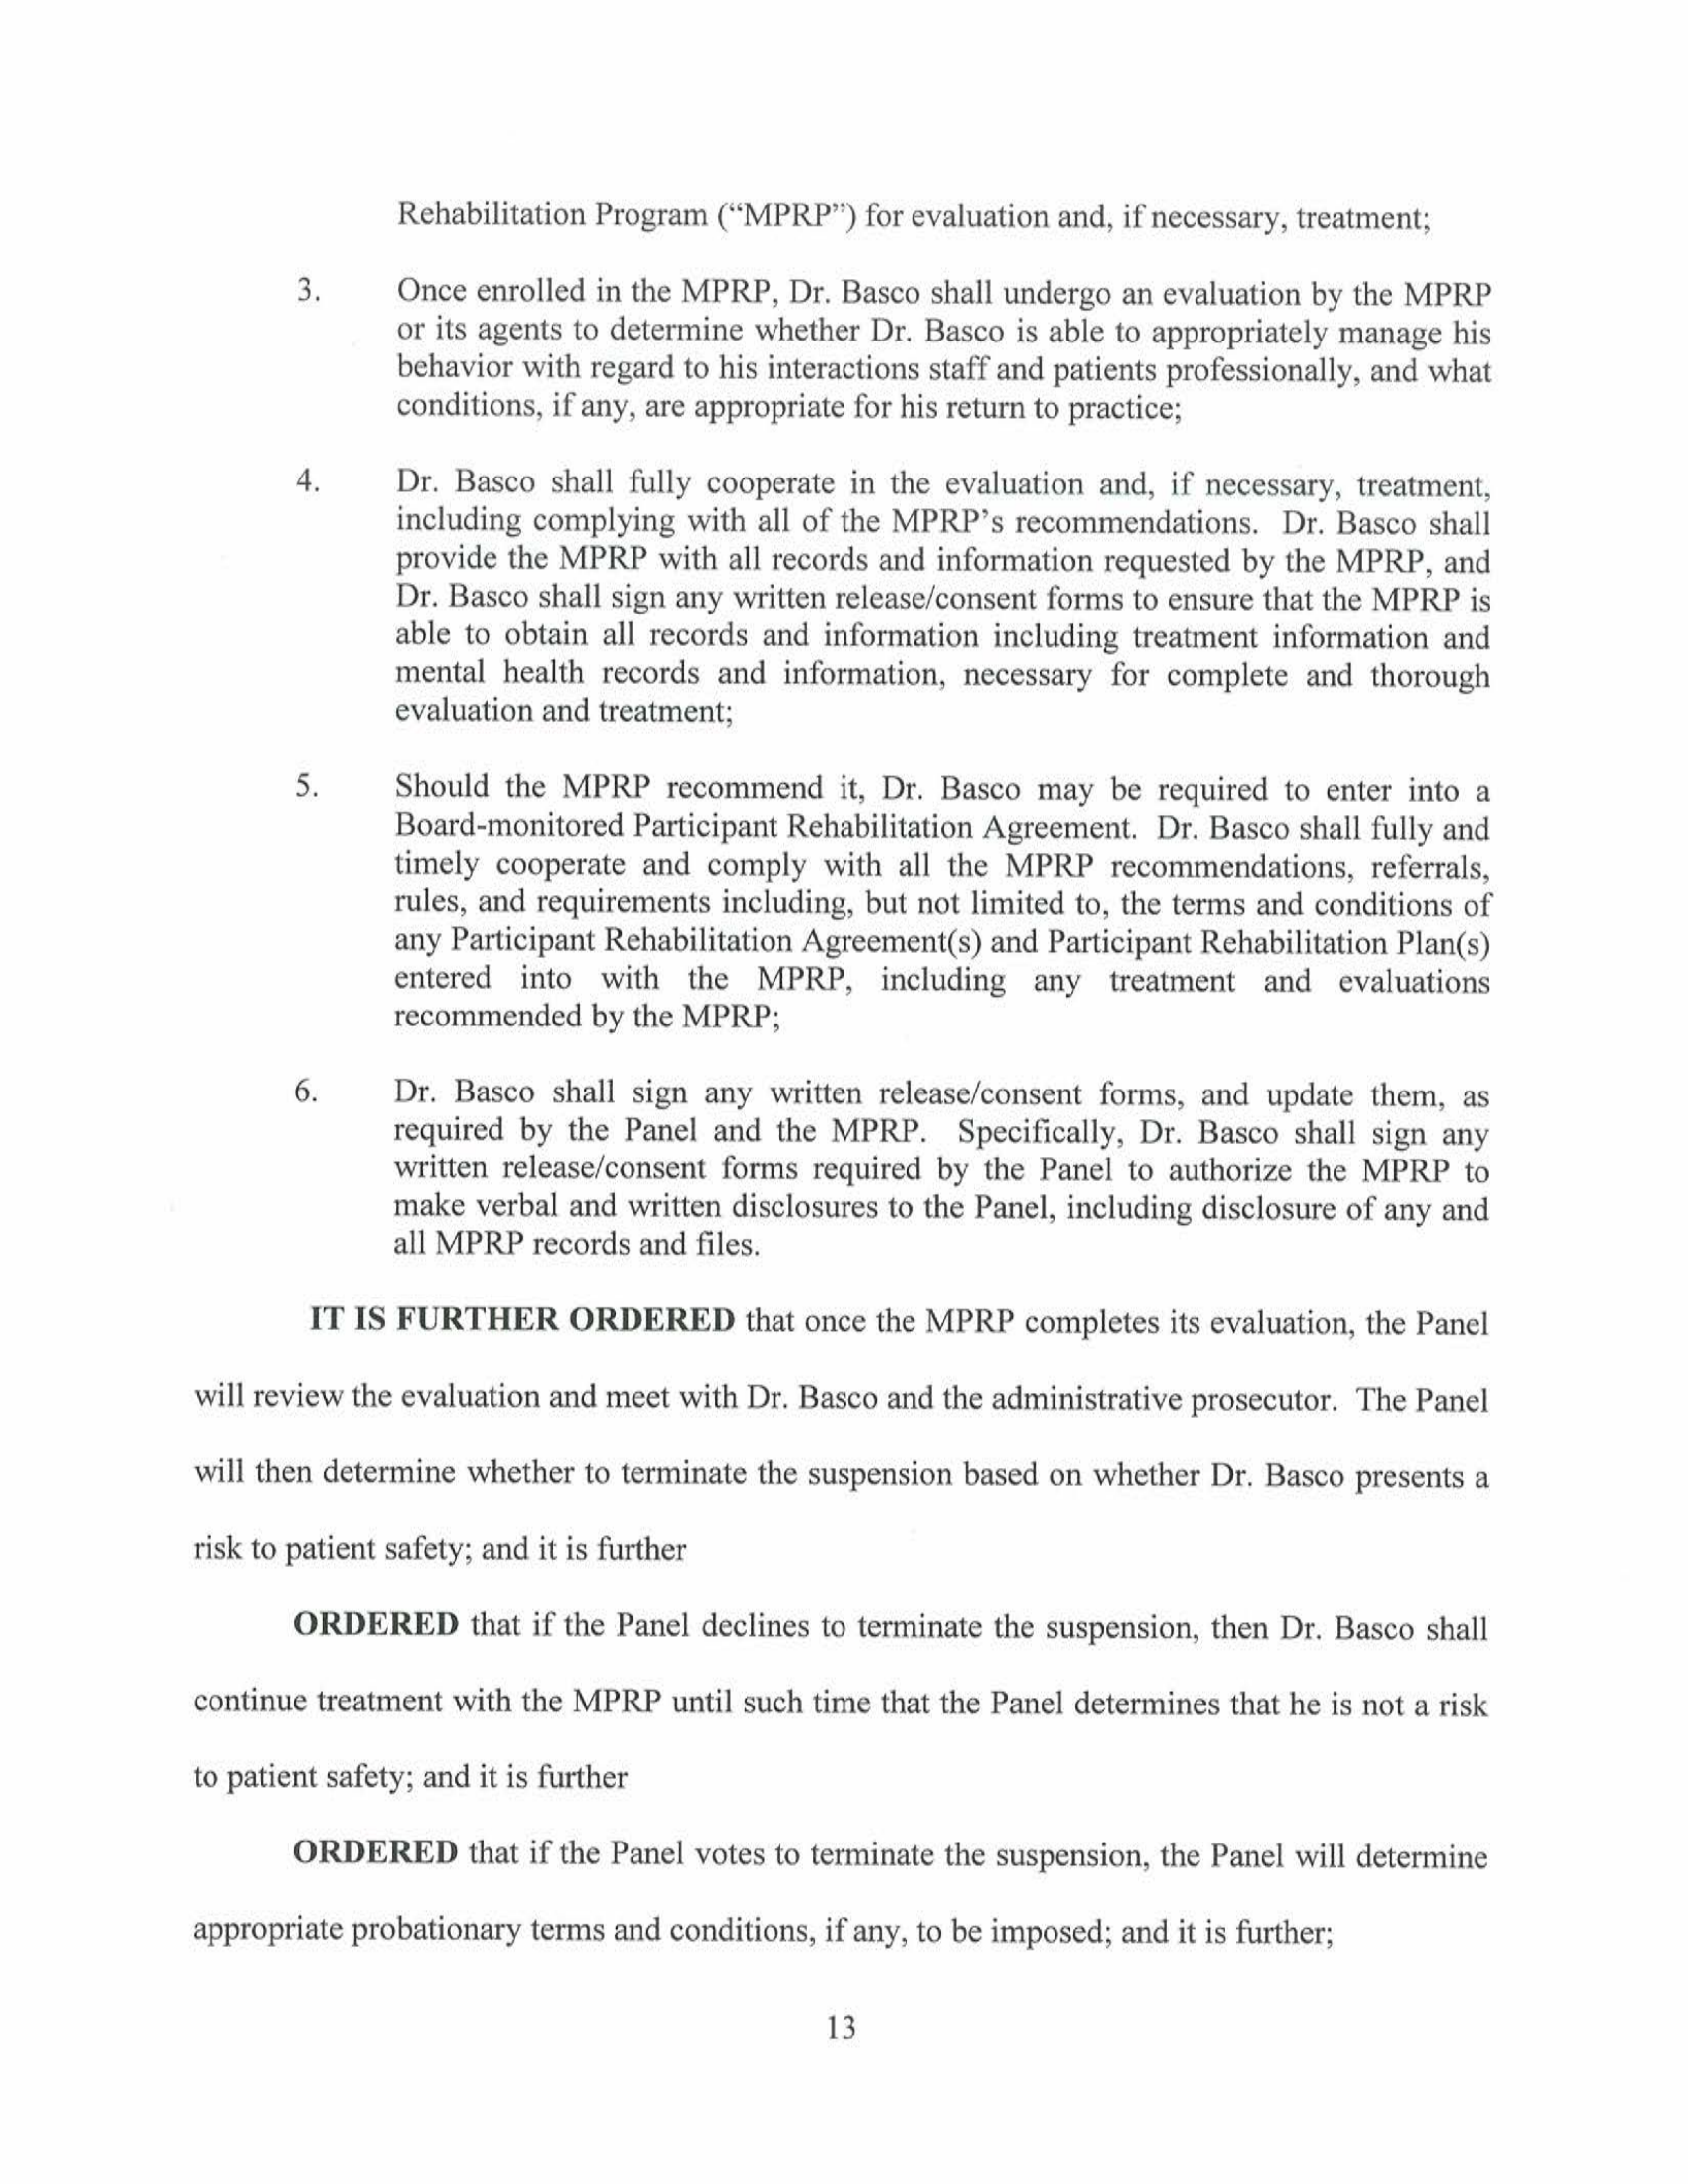 Rehabilitation Program (“MPRP”) for evaluation and, if necessary, treatment;
3. Once enrolled in the MPRP, Dr. Basco shall undergo an evaluation by the MPRP
or its agents to determine whether Dr. Basco is able to appropriately manage his
behavior with regard to his interactions staff and patients professionally, and what
conditions, if any, are appropriate for his return to practice;
4. Dr. Basco shall fully cooperate in the evaluation and, if necessary, treatment,
including complying with all of the MPRP’s recommendations. Dr. Basco shall
provide the MPRP with all records and information requested by the MPRP, and
Dr. Basco shall sign any written release/consent forms to ensure that the MPRP is
able to obtain all records and information including treatment information and
mental health records and information, necessary for complete and thorough
evaluation and treatment;
5. Should the MPRP recommend it, Dr. Basco may be required to enter into a
Board-monitored Participant Rehabilitation Agreement. Dr. Basco shall fully and
timely cooperate and comply with all the MPRP recommendations, referrals,
rules, and requirements including, but not limited to, the terms and conditions of
any Participant Rehabilitation Agreement(s) and Participant Rehabilitation Plan(s)
entered into with the MPRP, including any treatment and evaluations
recommended by the MPRP;
6. Dr. Basco shall sign any written release/consent forms, and update them, as
required by the Panel and the MPRP. Specifically, Dr. Basco shall sign any
written release/consent forms required by the Panel to authorize the MPRP to
make verbal and written disclosures to the Panel, including disclosure of any and
all MPRP records and files.
IT IS FURTHER ORDERED that once the MPRP completes its evaluation, the Panel
will review the evaluation and meet with Dr. Basco and the administrative prosecutor. The Panel
will then determine whether to terminate the suspension based on whether Dr. Basco presents a
risk to patient safety; and it is further
ORDERED that if the Panel declines to terminate the suspension, then Dr. Basco shall
continue treatment with the MPRP until such time that the Panel determines that he is not a risk
to patient safety; and it is further
ORDERED that if the Panel votes to terminate the suspension, the Panel will determine
appropriate probationary terms and conditions, if any, to be imposed; and it is further;
13